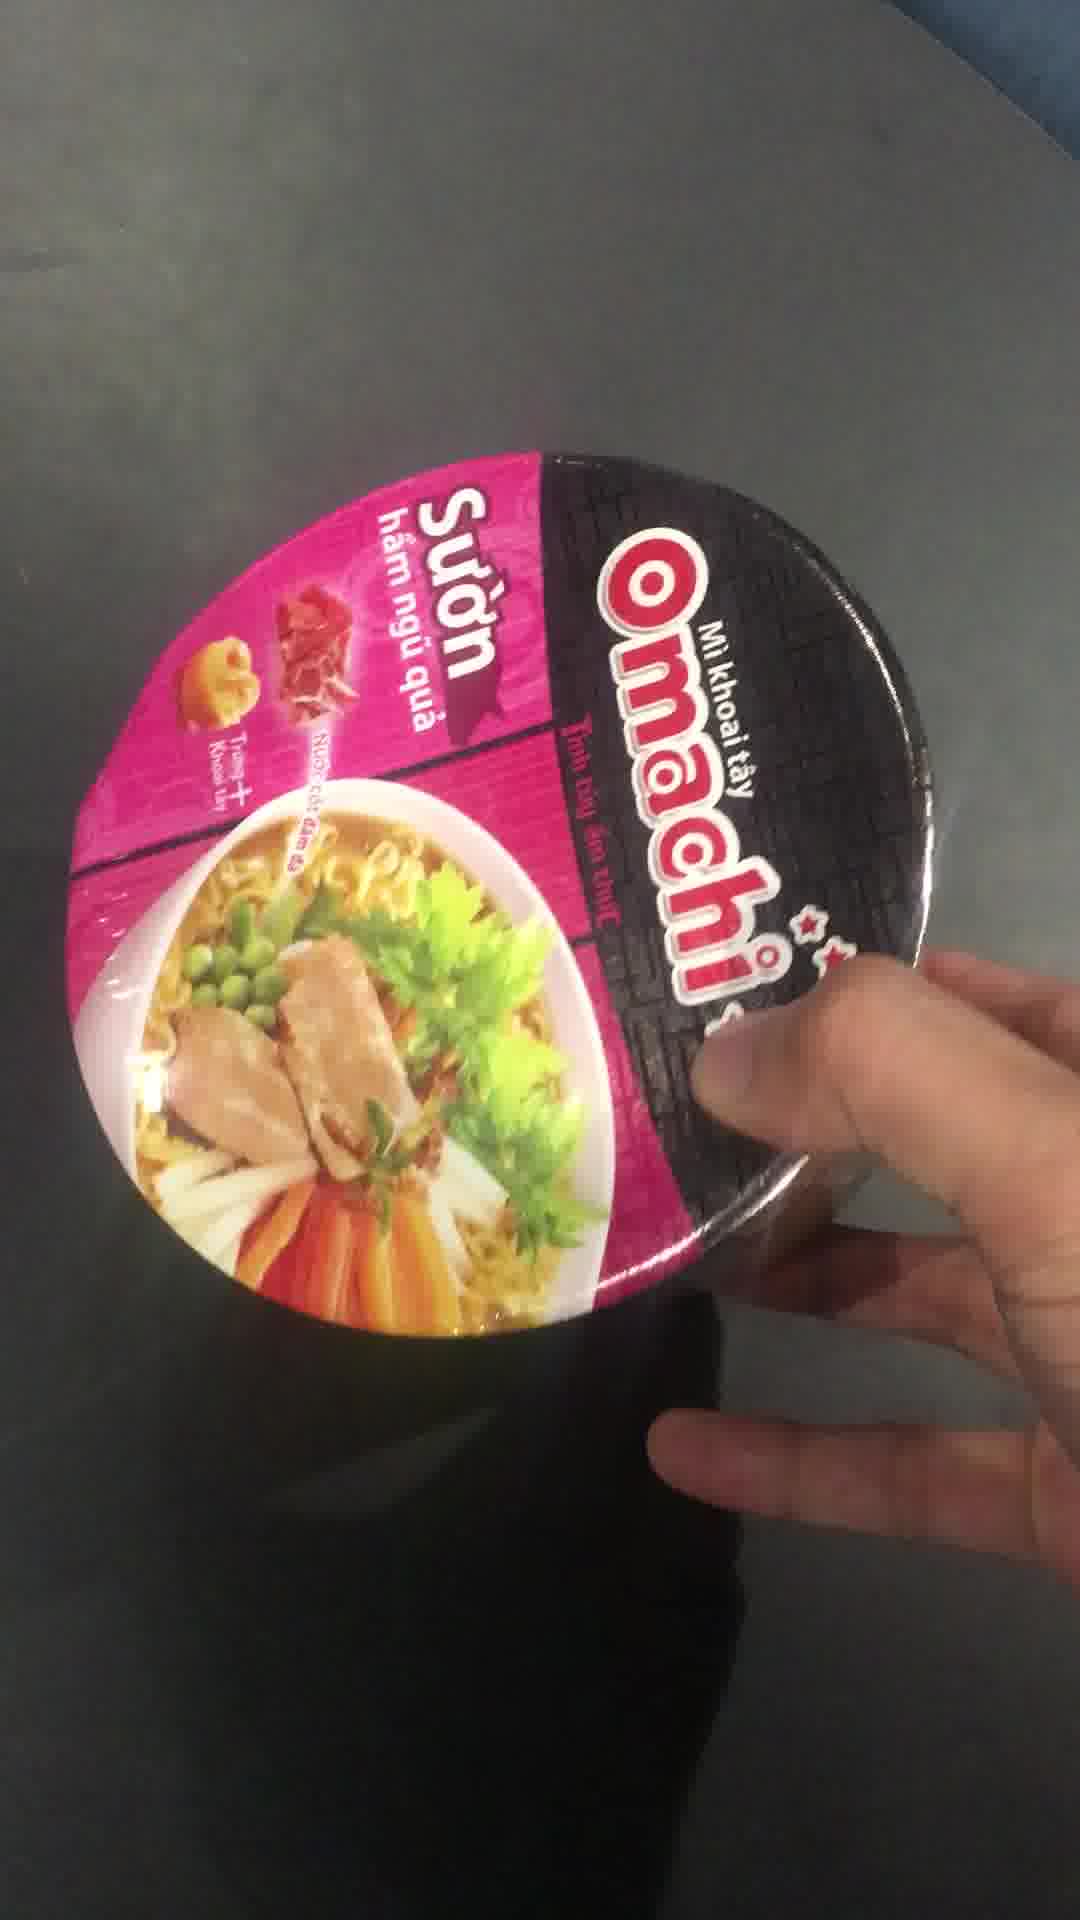 Mì khoai tây
Omachi
Tinh túy ẩm thực
Sườn
hầm ngũ quả
Nước cốt đậm đà
+
Trứng
Khoai tây